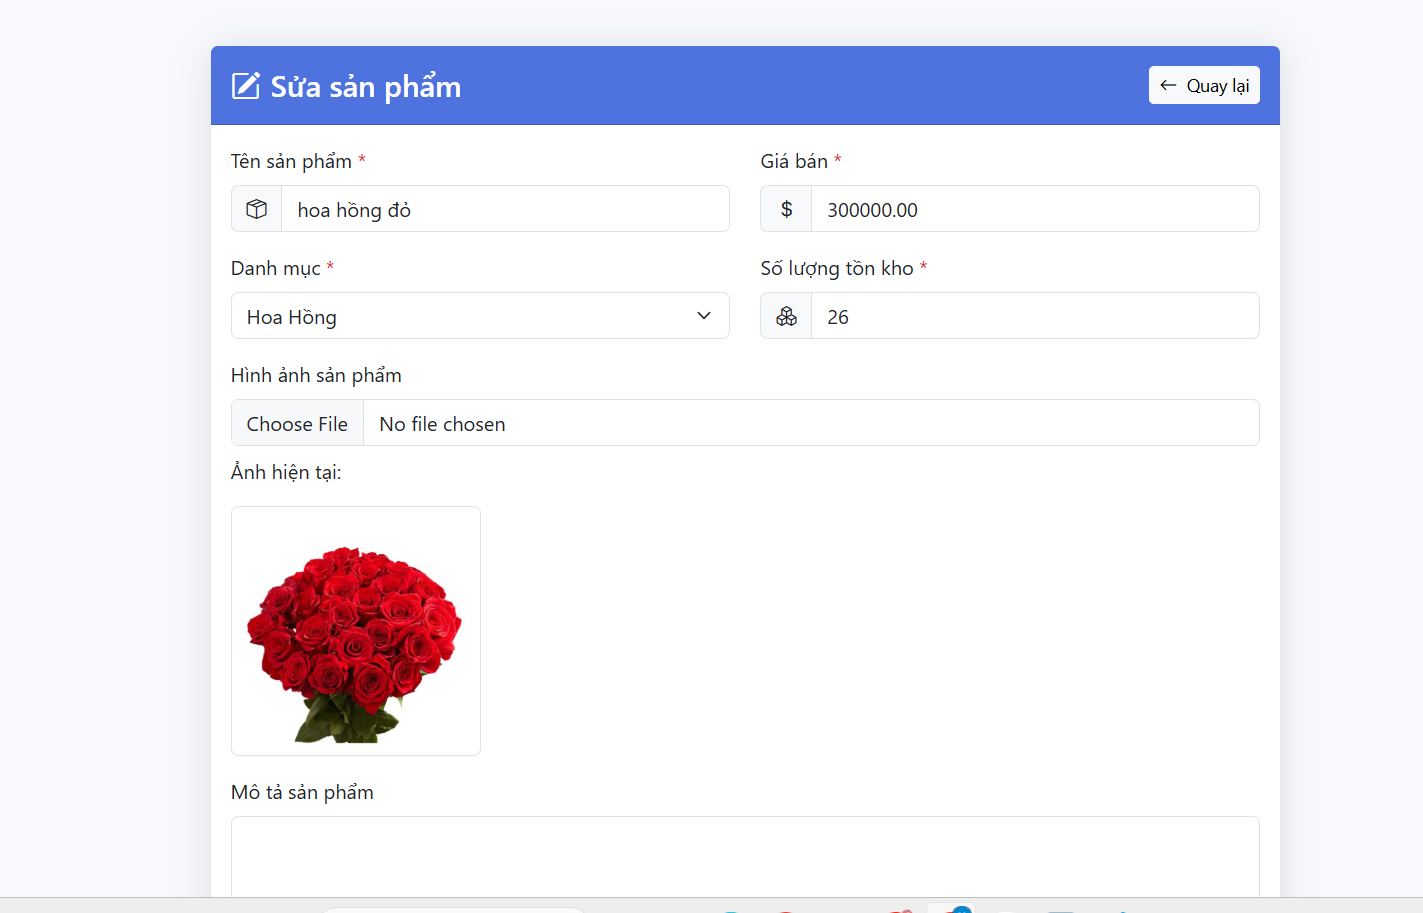 Sửa sản phẩm
Quay lại
Tên sản phẩm *
Giá bán *
hoa hồng đỏ
$ 300000.00
Danh mục *
Số lượng tồn kho *
Hoa Hồng
26
Hình ảnh sản phẩm
Choose File No file chosen
Ảnh hiện tại:
Mô tả sản phẩm